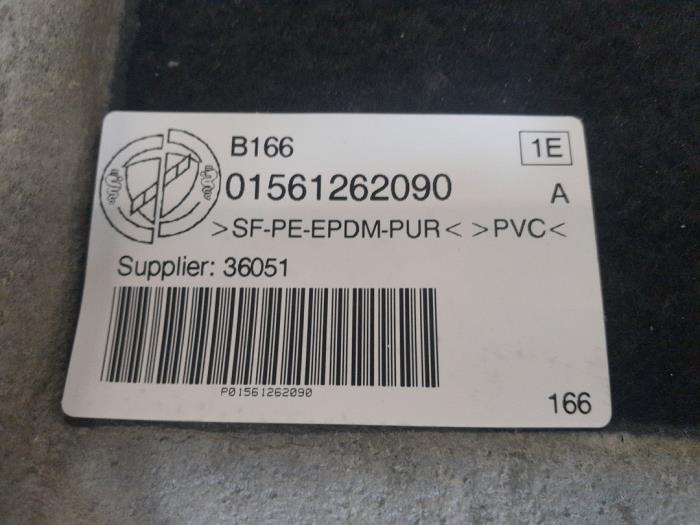 B166
1E
01561262090
A
>SF-PE-EPDM-PUR< >PVC<
Supplier: 36051
P01561262090
166